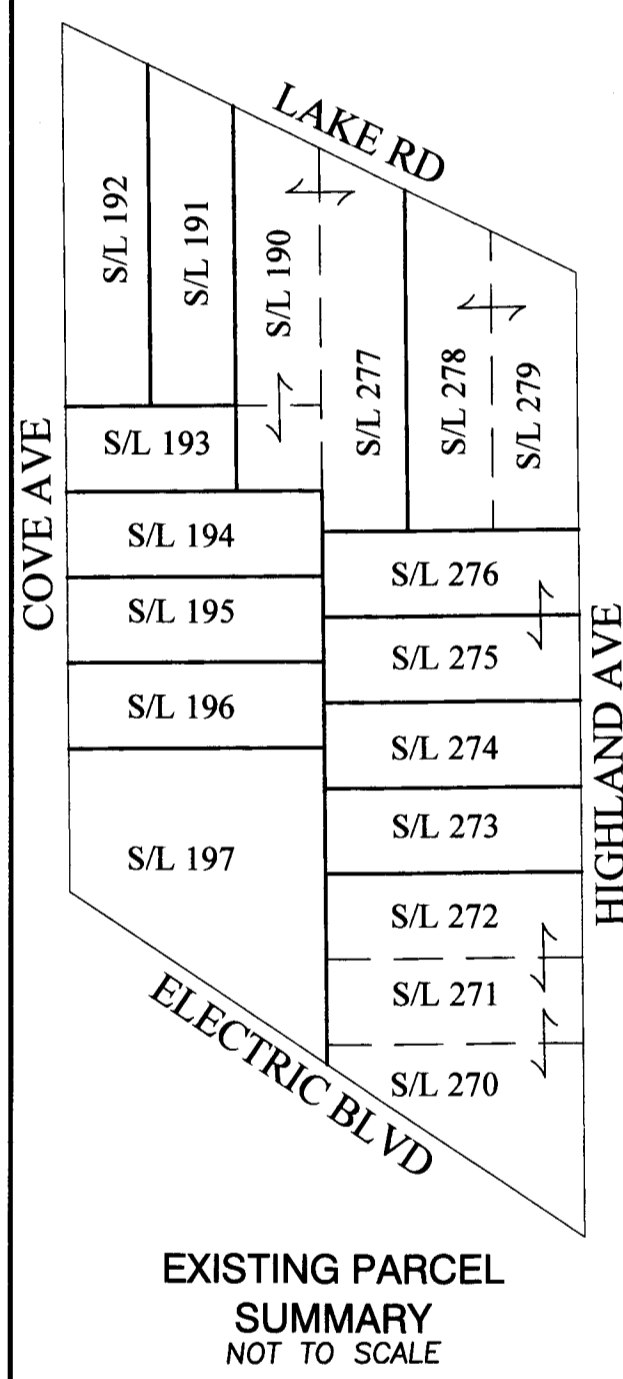 LAKE RD
S/L 192
S/L 191
S/L 190
S/L 277
S/L 278
S/L 279
COVE AVE
S/L 193
S/L 194
S/L 195
S/L 196
S/L 197
S/L 276
S/L 275
S/L 274
S/L 273
S/L 272
S/L 271
S/L 270
HIGHLAND AVE
ELECTRIC BLVD
EXISTING PARCEL
SUMMARY
NOT TO SCALE